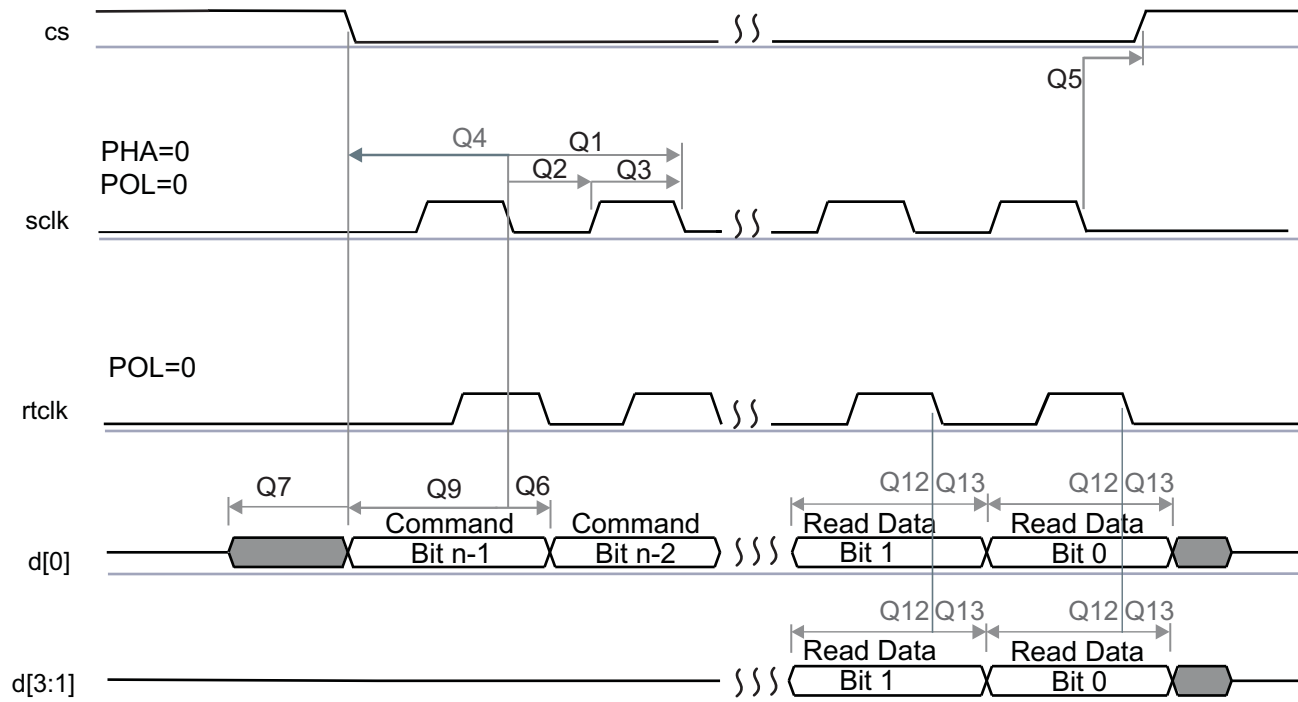 cs
Q5
Q4 Q1
PHA=0
Q2 Q3
POL=0
sclk
POL=0
rtclk
Q7 Q9 Q6 Q12 Q13 Q12 Q13
Command Command Read Data Read Data
d[0] Bit n-1 Bit n-2 Bit 1 Bit 0
Q12 Q13 Q12 Q13
Read Data Read Data
d[3:1] Bit 1 Bit 0